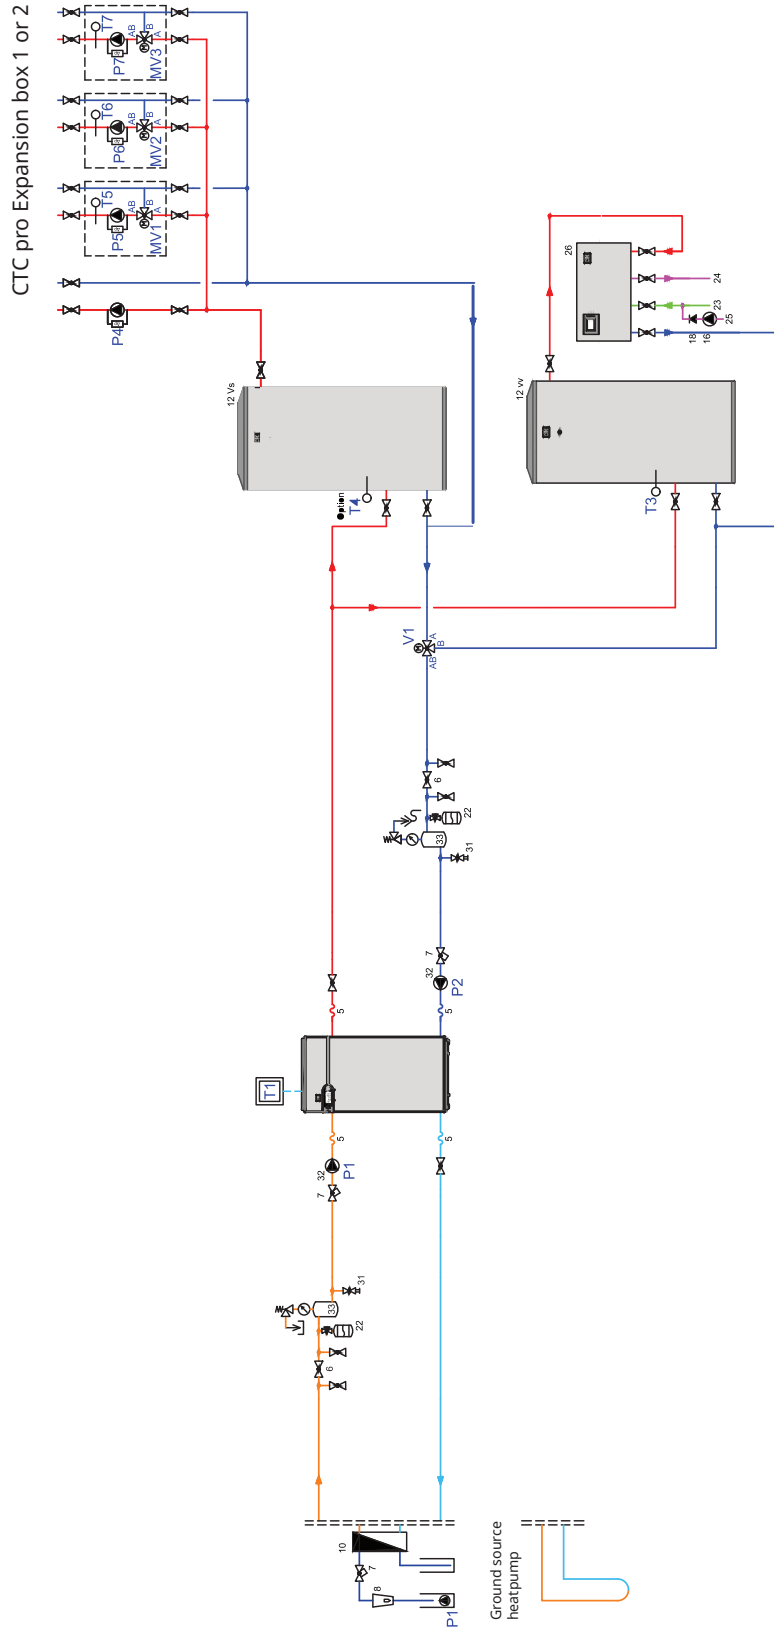 CTC pro Expansion box 1 or 2
T7
AB
A
B
P7
MV3
T6
AB
A
B
P6
MV2
T5
AB
A
B
P5
MV1
P4
12 Vs
Option
T4
26
24
23
25
18
16
12 vv
T3
V1
A
B
AB
6
22
33
31
7
32
P2
5
5
T1
5
5
32
P1
7
31
33
22
6
10
7
8
P1
Ground source
heatpump